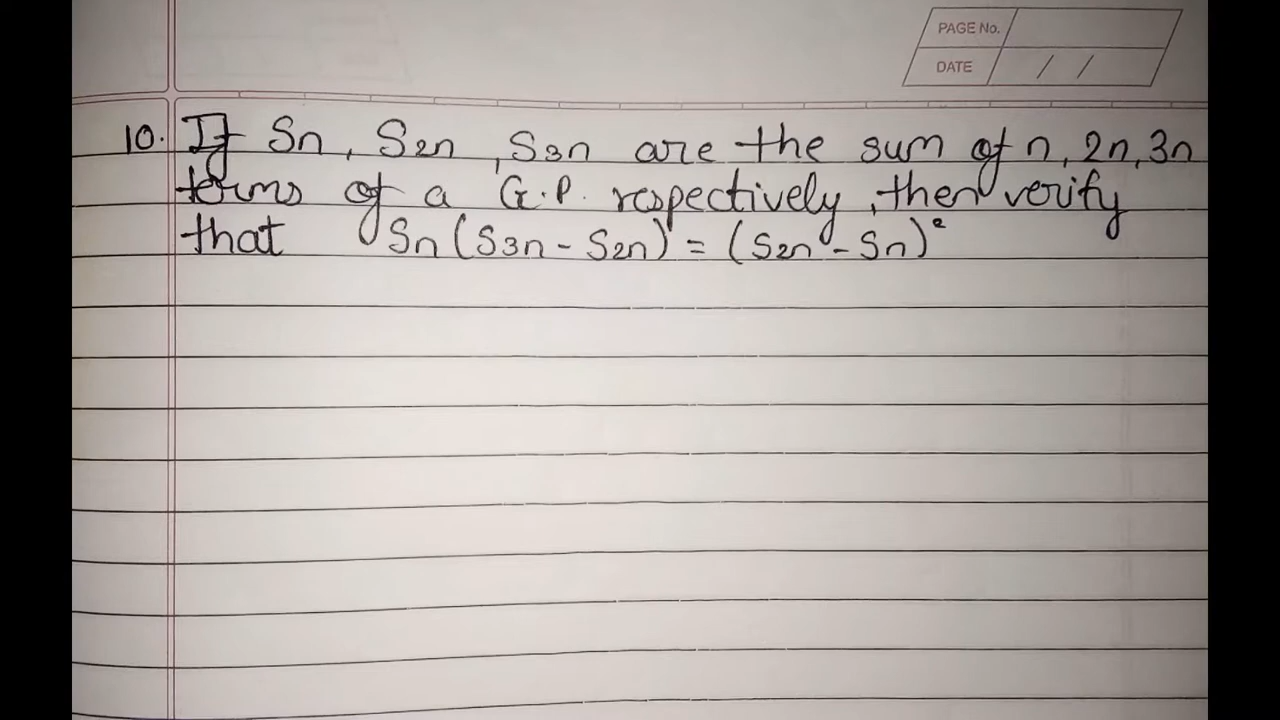 PAGE No.
DATE / /
10. If Sn, S2n, S3n are the sum of n, 2n, 3n
terms of a G.P. respectively, then verify
that Sn(S3n - S2n) = (S2n - Sn)²